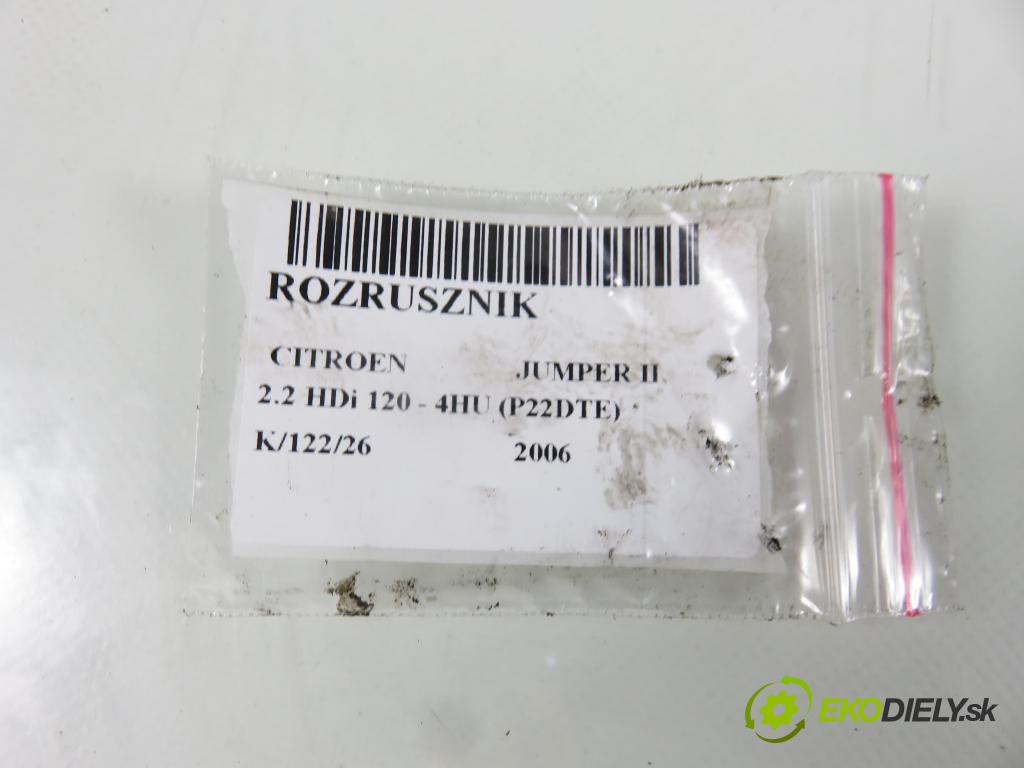 ROZRUSZNIK
CITROEN JUMPER II
2.2 HDi 120 - 4HU (P22DTE)
K/122/26 2006
EKODIELY.sk